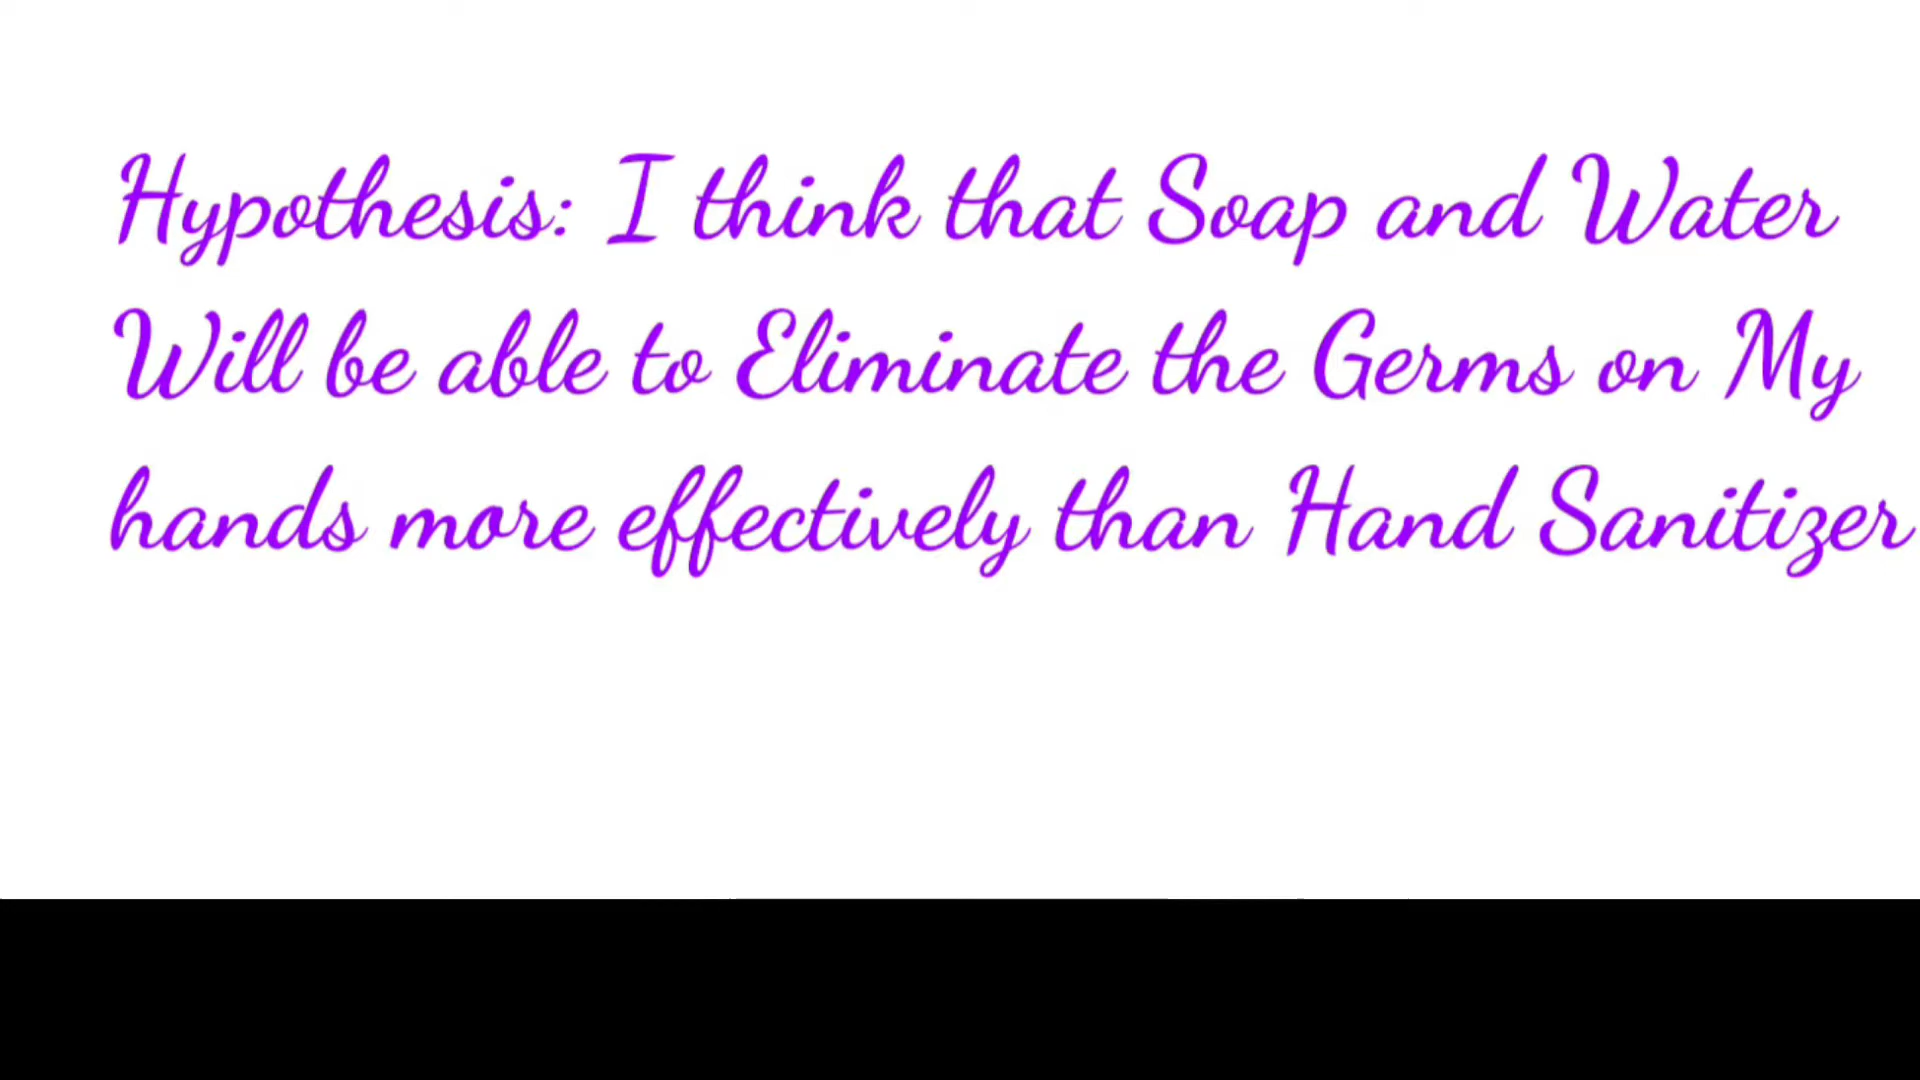 Hypothesis: I think that Soap and Water
Will be able to Eliminate the Germs on My
hands more effectively than Hand Sanitizer